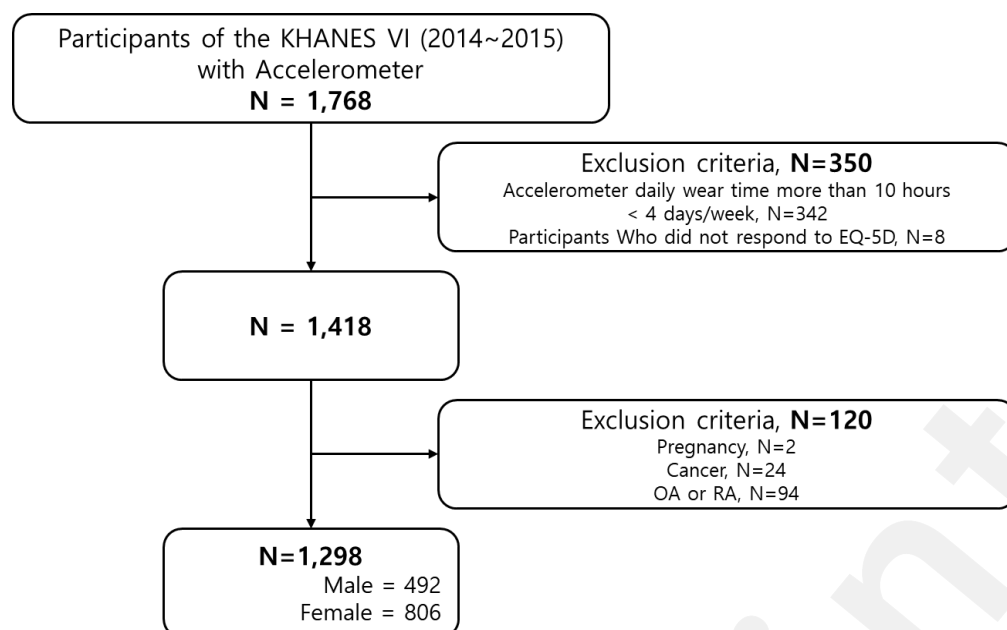 Participants of the KHANES VI (2014~2015)
with Accelerometer
N = 1,768
Exclusion criteria, N=350
Accelerometer daily wear time more than 10 hours
< 4 days/week, N=342
Participants Who did not respond to EQ-5D, N=8
N = 1,418
Exclusion criteria, N=120
Pregnancy, N=2
Cancer, N=24
OA or RA, N=94
N=1,298
Male = 492
Female = 806